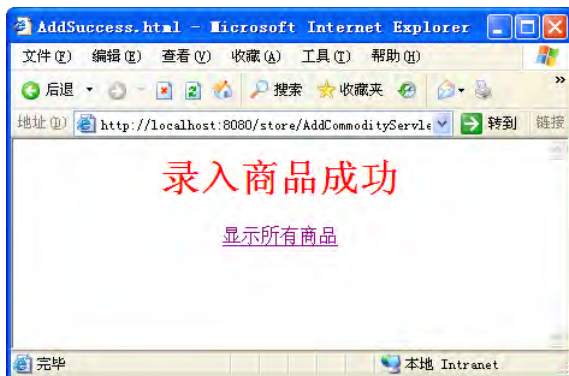 AddSuccess.html - Microsoft Internet Explorer
文件(F) 编辑(E) 查看(V) 收藏(A) 工具(T) 帮助(H)
后退 搜索 收藏夹 »
地址(D) http://localhost:8080/store/AddCommodityServle 转到 链接
录入商品成功
显示所有商品
完毕 本地 Intranet